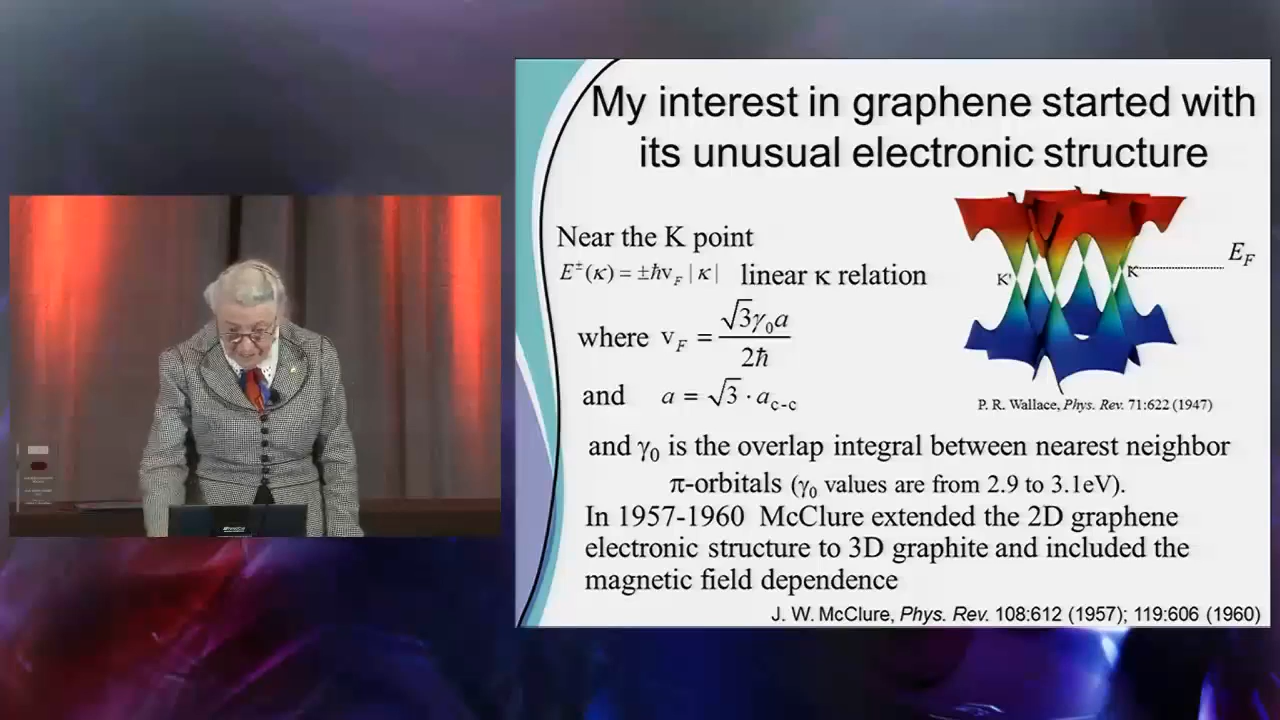 My interest in graphene started with
its unusual electronic structure
Near the K point
E±(κ) = ±ħv_F |κ| linear κ relation
where v_F = √3γ₀a / 2ħ
and a = √3 · a_c-c
K'
K
E_F
P. R. Wallace, Phys. Rev. 71:622 (1947)
and γ₀ is the overlap integral between nearest neighbor
π-orbitals (γ₀ values are from 2.9 to 3.1eV).
In 1957-1960 McClure extended the 2D graphene
electronic structure to 3D graphite and included the
magnetic field dependence
J. W. McClure, Phys. Rev. 108:612 (1957); 119:606 (1960)